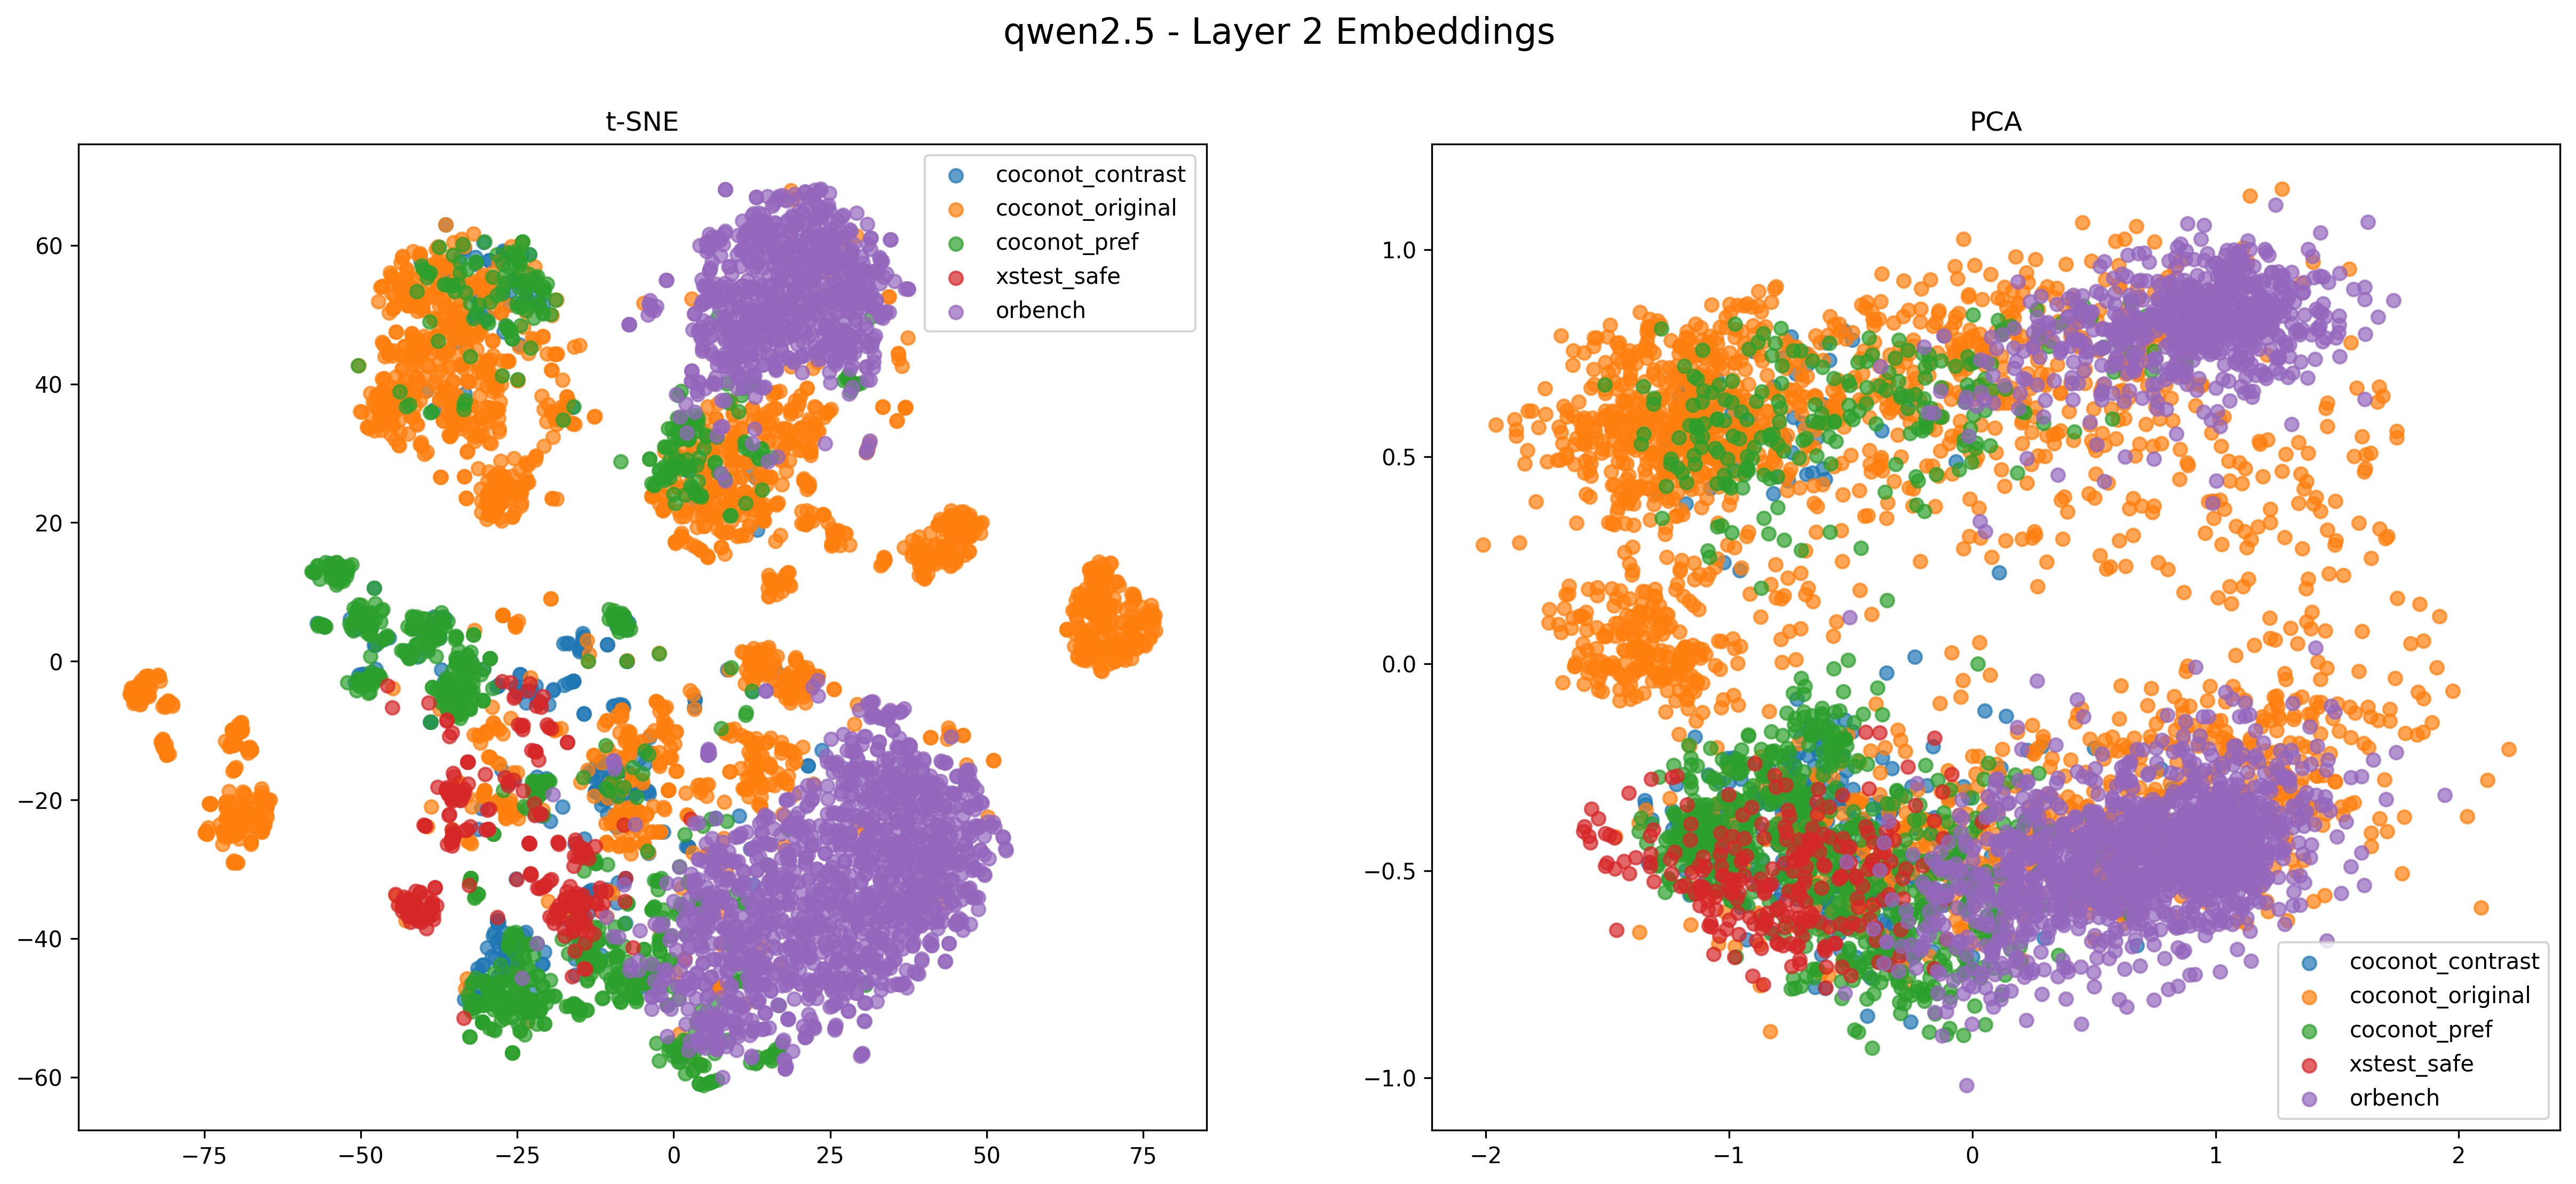 qwen2.5 - Layer 2 Embeddings
t-SNE
coconot_contrast
coconot_original
coconot_pref
xstest_safe
orbench
60
40
20
0
−20
−40
−60
−75
−50
−25
0
25
50
75
PCA
1.0
0.5
0.0
−0.5
−1.0
coconot_contrast
coconot_original
coconot_pref
xstest_safe
orbench
−2
−1
0
1
2